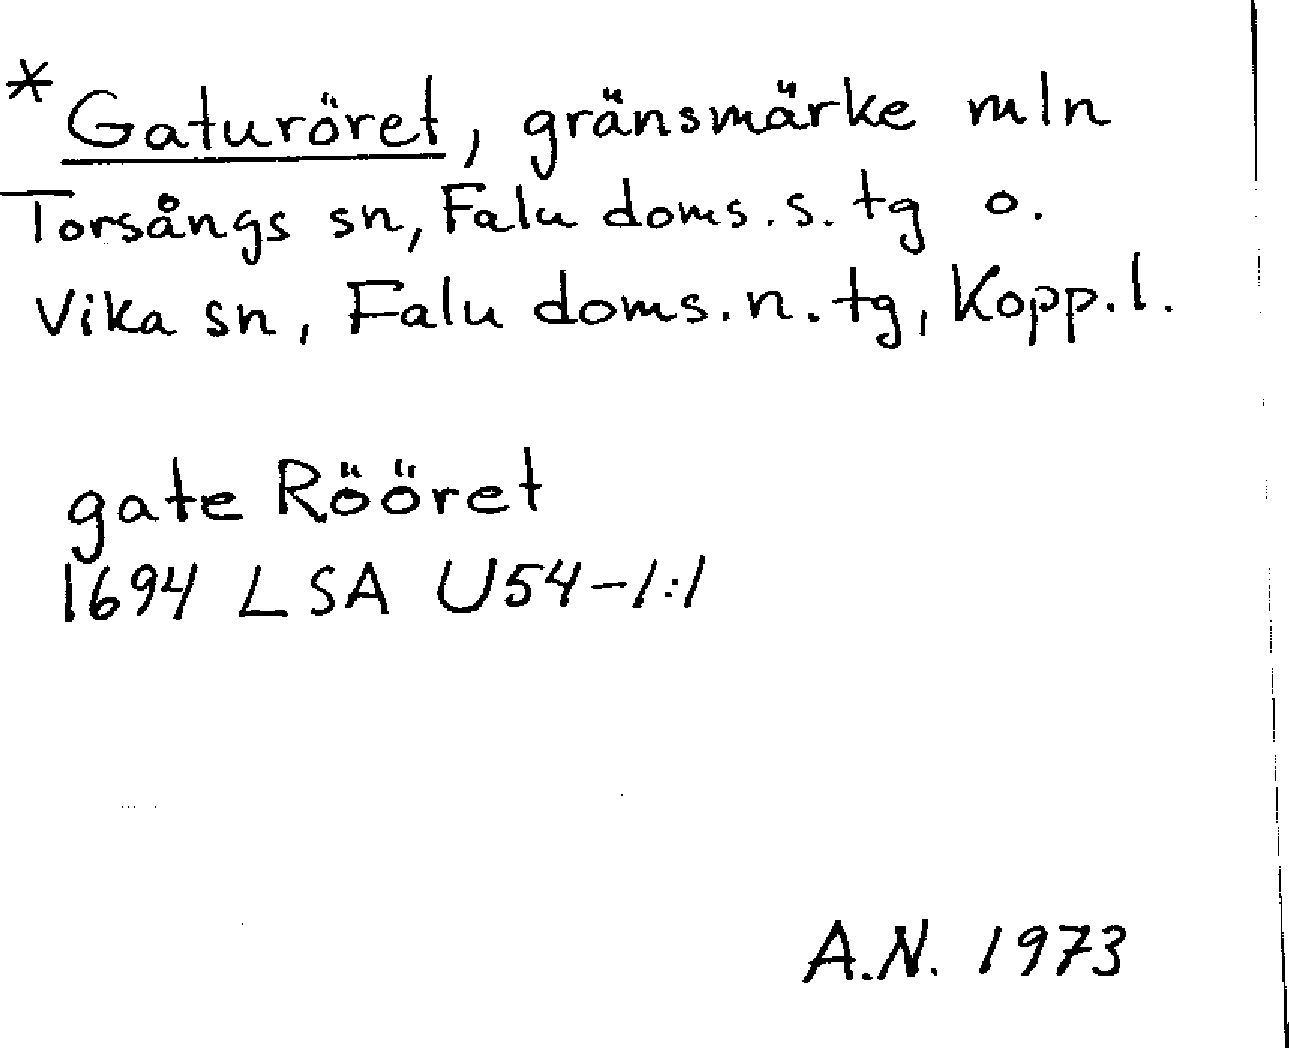 *Gaturöret, gränsmärke mln
Torsångs sn, Falu doms. s. tg o.
Vika sn, Falu doms. n. tg, Kopp. l.
gate Rööret
1694 LSA U54-1:1
A.N. 1973